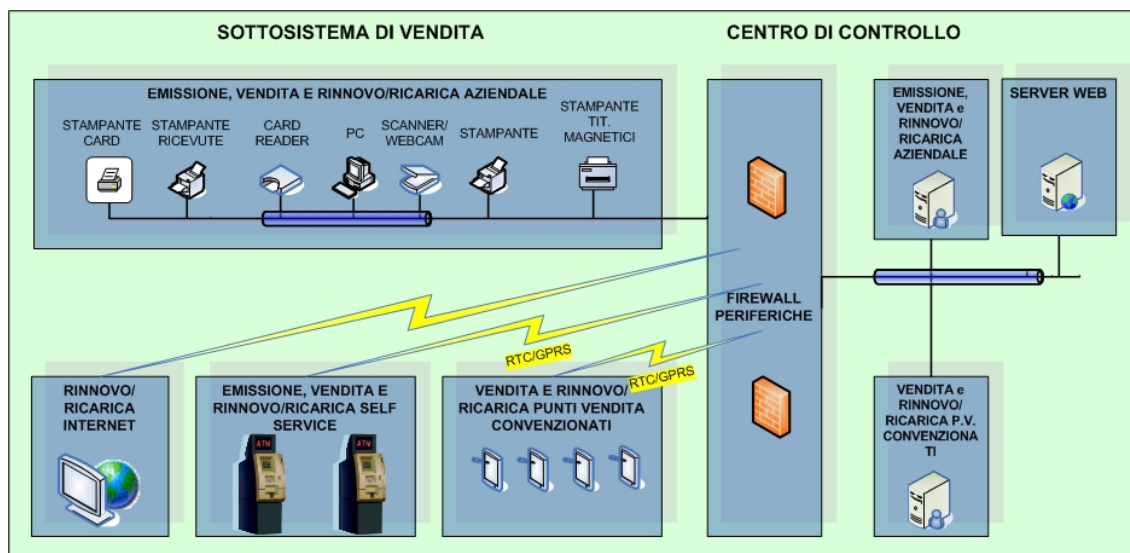 SOTTOSISTEMA DI VENDITA
CENTRO DI CONTROLLO
EMISSIONE, VENDITA E RINNOVO/RICARICA AZIENDALE
STAMPANTE
CARD
STAMPANTE
RICEVUTE
CARD
READER
PC
SCANNER/
WEBCAM
STAMPANTE
STAMPANTE
TIT.
MAGNETICI
EMISSIONE,
VENDITA e
RINNOVO/
RICARICA
AZIENDALE
SERVER WEB
FIREWALL
PERIFERICHE
RTC/GPRS
RTC/GPRS
RINNOVO/
RICARICA
INTERNET
EMISSIONE, VENDITA E
RINNOVO/RICARICA SELF
SERVICE
ATM
ATM
VENDITA E RINNOVO/
RICARICA PUNTI VENDITA
CONVENZIONATI
VENDITA e
RINNOVO/
RICARICA P.V.
CONVENZIONA
TI